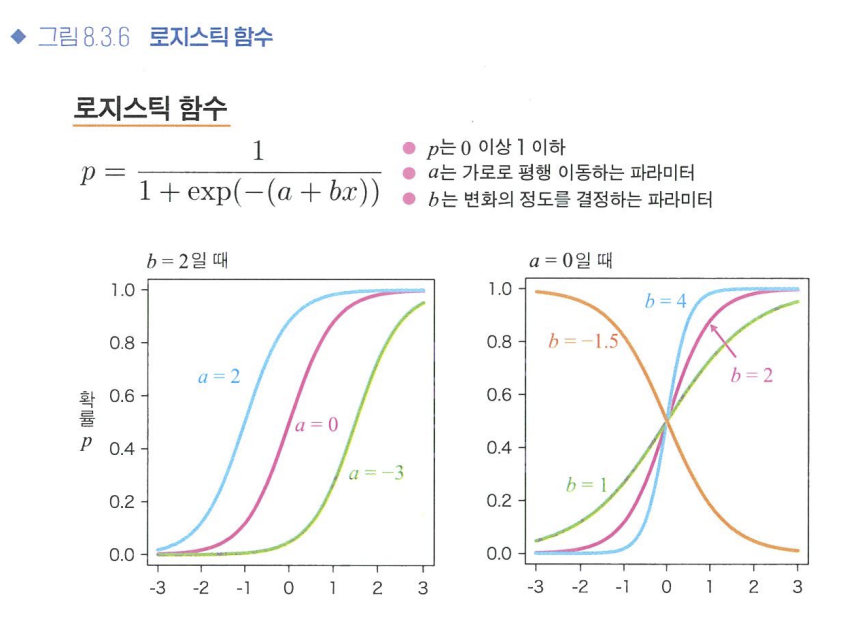 ◆ 그림 8.3.6 로지스틱 함수
로지스틱 함수
p = 1 / (1 + exp(−(a + bx)))
● p는 0 이상 1 이하
● a는 가로로 평행 이동하는 파라미터
● b는 변화의 정도를 결정하는 파라미터
b = 2일 때
확률 p
1.0
0.8
0.6
0.4
0.2
0.0
a = 2
a = 0
a = −3
-3 -2 -1 0 1 2 3
a = 0일 때
1.0
0.8
0.6
0.4
0.2
0.0
b = 4
b = −1.5
b = 2
b = 1
-3 -2 -1 0 1 2 3